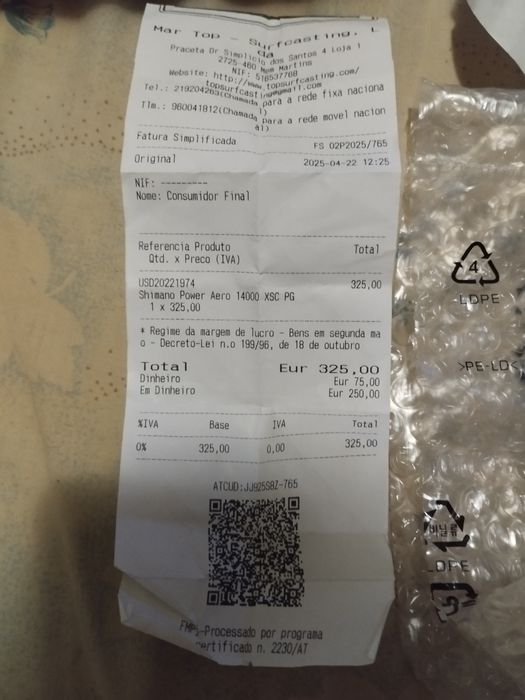 Mar Top - Surfcasting, L
da
Praceta Dr Simplicio dos Santos 4 Loja 1
2725-460 Mem Martins
NIF: 516537768
Website: http://www.topsurfcasting.com/
topsurfcasting@gmail.com
Tel.: 219204263(Chamada para a rede fixa naciona
l)
Tlm.: 960041812(Chamada para a rede movel nacion
al)
Fatura Simplificada FS 02P2025/765
Original 2025-04-22 12:25
NIF: ---------
Nome: Consumidor Final
Referencia Produto Total
Qtd. x Preco (IVA)
USD20221974 325,00
Shimano Power Aero 14000 XSC PG
1 x 325,00
* Regime da margem de lucro - Bens em segunda ma
o - Decreto-Lei n.o 199/96, de 18 de outubro
Total Eur 325,00
Dinheiro Eur 75,00
Em Dinheiro Eur 250,00
%IVA Base IVA Total
0% 325,00 0,00 325,00
ATCUD:JJ925S8Z-765
-Processado por programa
certificado n. 2230/AT
4
LDPE
>PE-LD<
비닐류
LDPE